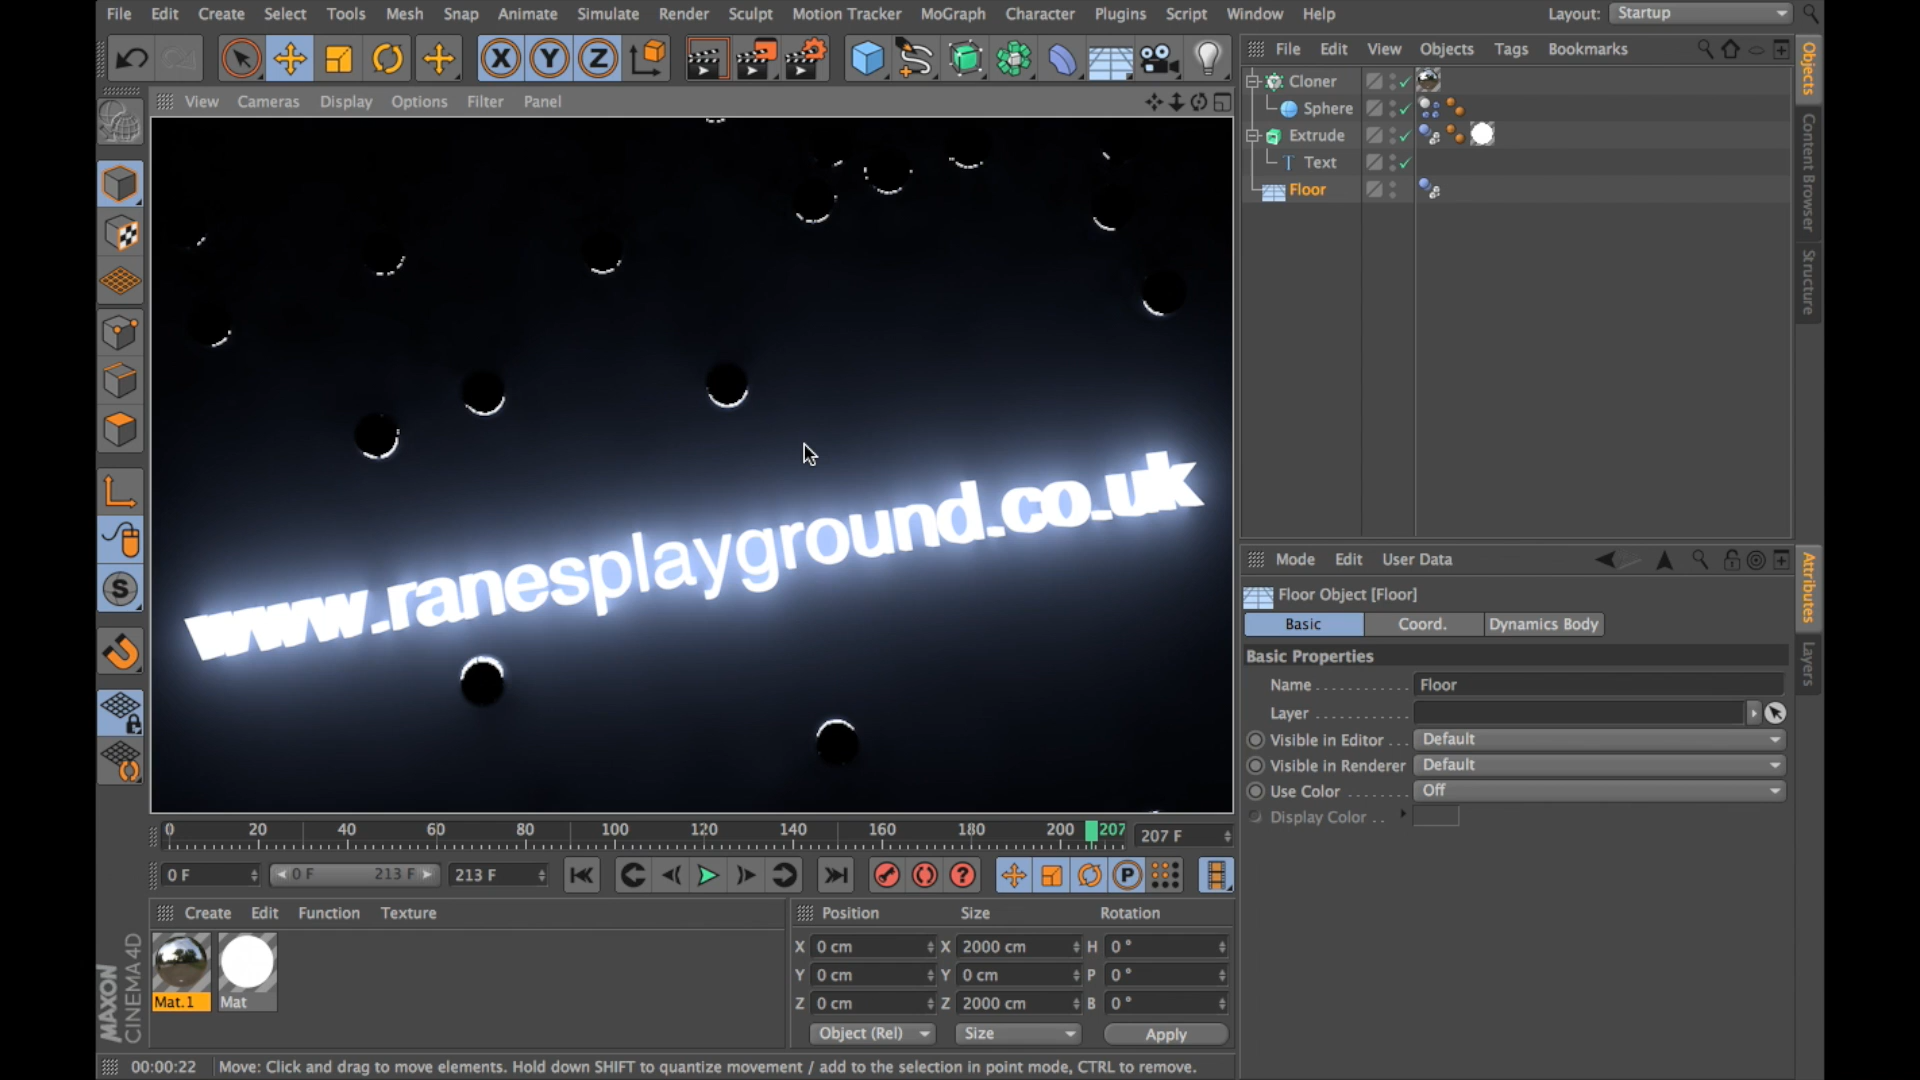 File Edit Create Select Tools Mesh Snap Animate Simulate Render Sculpt Motion Tracker MoGraph Character Plugins Script Window Help Layout: Startup
X Y Z
File Edit View Objects Tags Bookmarks
Objects
Content Browser
Structure
View Cameras Display Options Filter Panel
Cloner
Sphere
Extrude
Text
Floor
www.ranesplayground.co.uk
S
Mode Edit User Data
Attributes
Layers
Floor Object [Floor]
Basic Coord. Dynamics Body
Basic Properties
Name Floor
Layer
Visible in Editor Default
Visible in Renderer Default
Use Color Off
Display Color
0 20 40 60 80 100 120 140 160 180 200 207 207 F
0 F 0 F 213 F 213 F P
Create Edit Function Texture
Mat.1 Mat
MAXON
CINEMA 4D
Position Size Rotation
X 0 cm X 2000 cm H 0 °
Y 0 cm Y 0 cm P 0 °
Z 0 cm Z 2000 cm B 0 °
Object (Rel) Size Apply
00:00:22 Move: Click and drag to move elements. Hold down SHIFT to quantize movement / add to the selection in point mode, CTRL to remove.